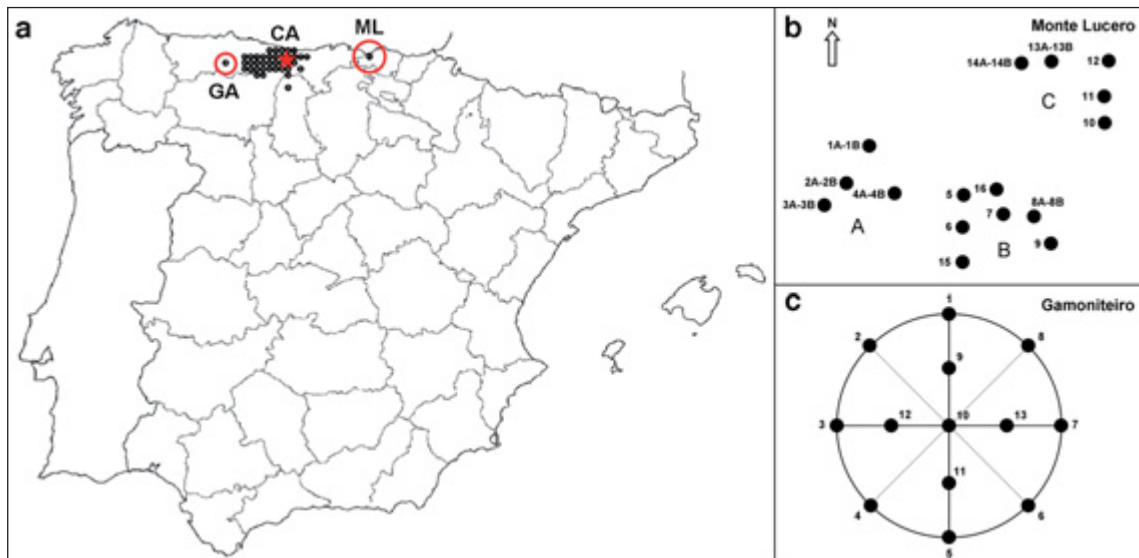 a
CA
ML
GA
b
N
Monte Lucero
13A-13B
14A-14B
12
C
11
10
1A-1B
2A-2B
4A-4B
3A-3B
A
5
16
7
8A-8B
6
B
9
15
c
Gamoniteiro
1
2
8
9
3
12
10
13
7
11
4
6
5